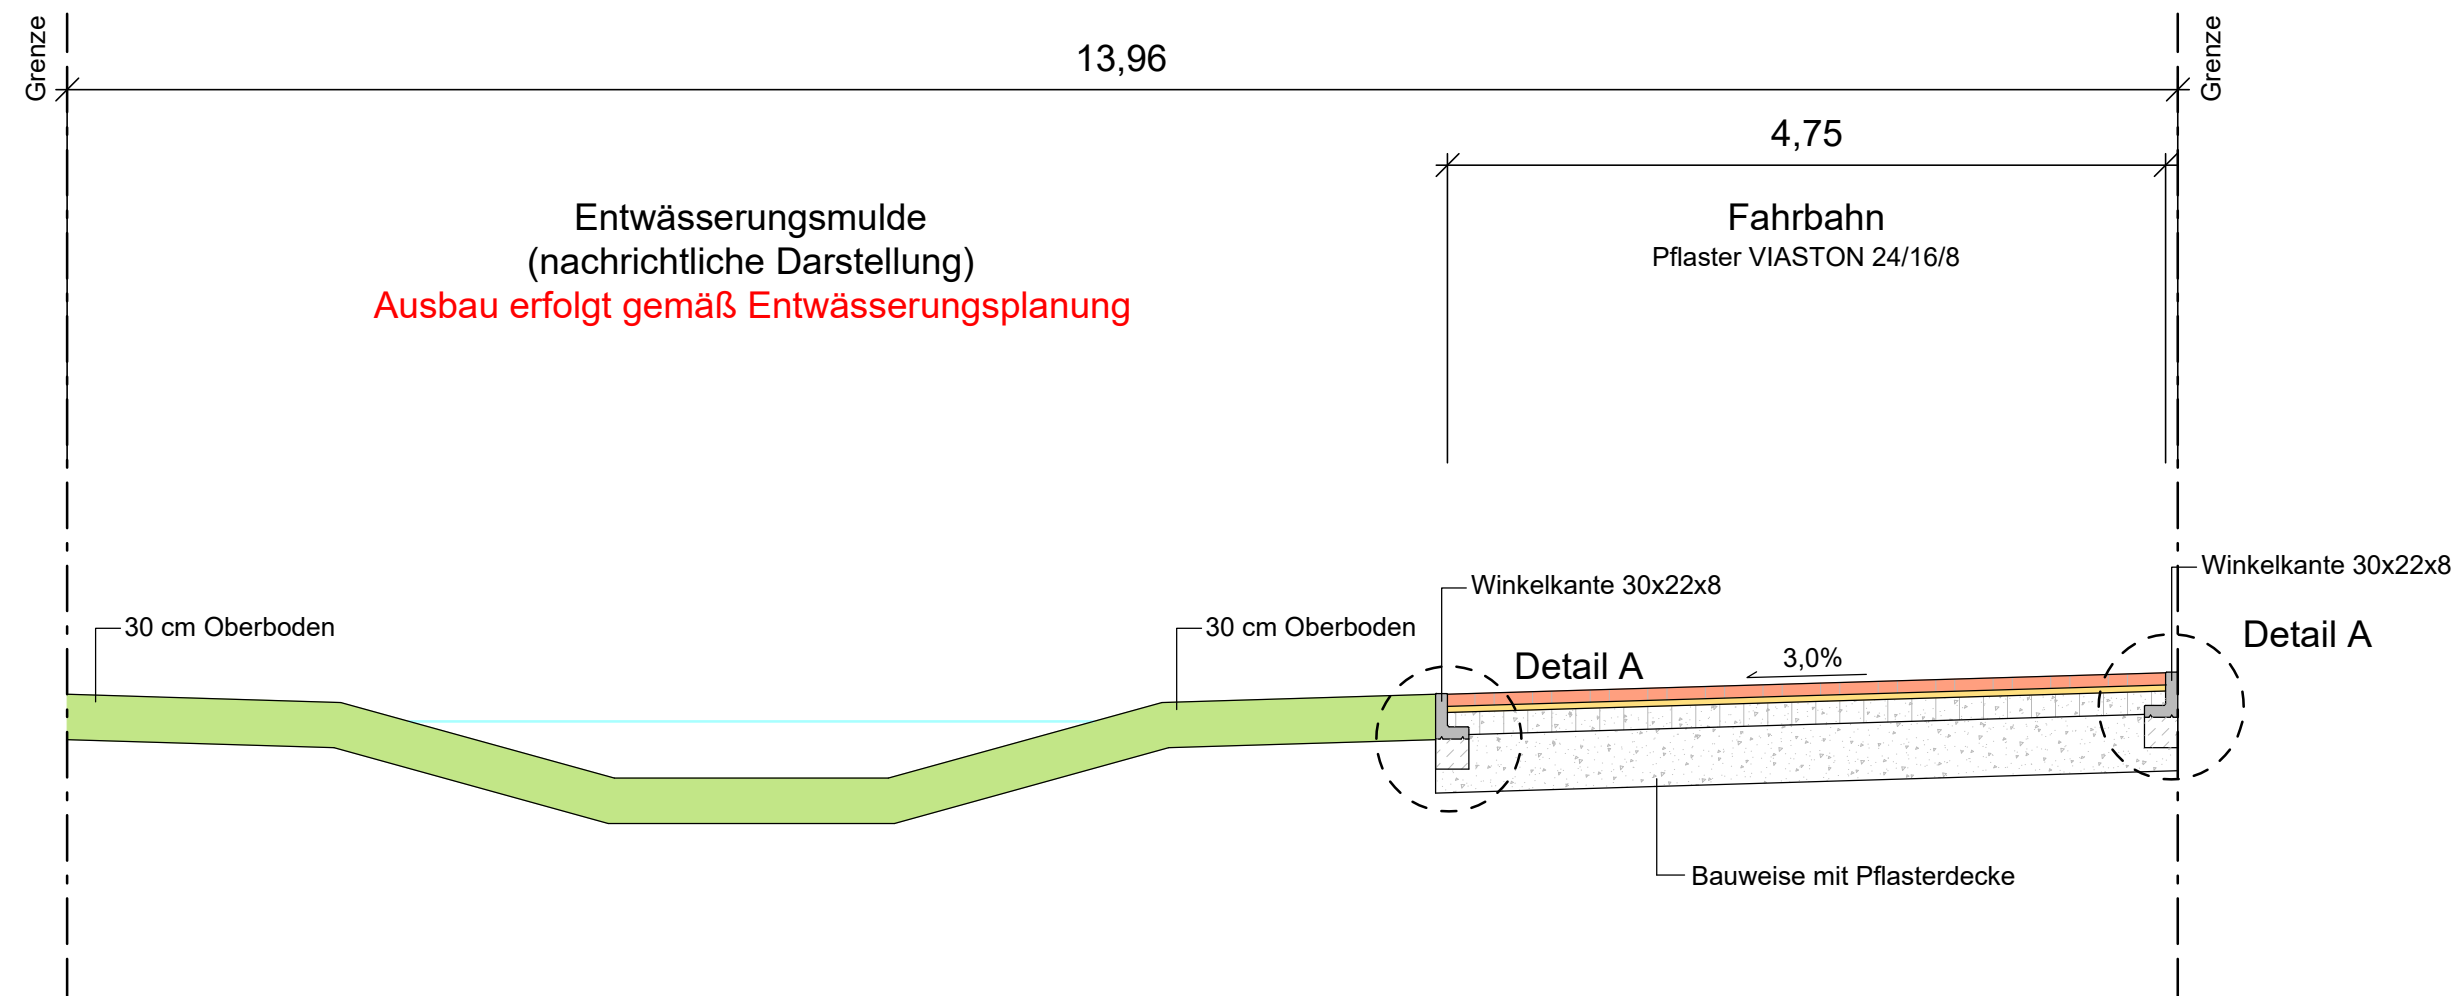 Grenze
13,96
Grenze
4,75
Entwässerungsmulde
(nachrichtliche Darstellung)
Ausbau erfolgt gemäß Entwässerungsplanung
Fahrbahn
Pflaster VIASTON 24/16/8
Winkelkante 30x22x8
Winkelkante 30x22x8
30 cm Oberboden
30 cm Oberboden
Detail A
Detail A
3,0%
Bauweise mit Pflasterdecke